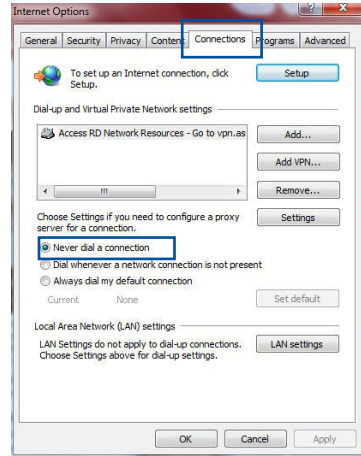 Internet Options
General Security Privacy Content Connections Programs Advanced
To set up an Internet connection, click Setup.
Setup
Dial-up and Virtual Private Network settings
Access RD Network Resources - Go to vpn.as
Add...
Add VPN...
Remove...
Choose Settings if you need to configure a proxy
server for a connection.
Settings
Never dial a connection
Dial whenever a network connection is not present
Always dial my default connection
Current None
Set default
Local Area Network (LAN) settings
LAN Settings do not apply to dial-up connections.
Choose Settings above for dial-up settings.
LAN settings
OK Cancel Apply